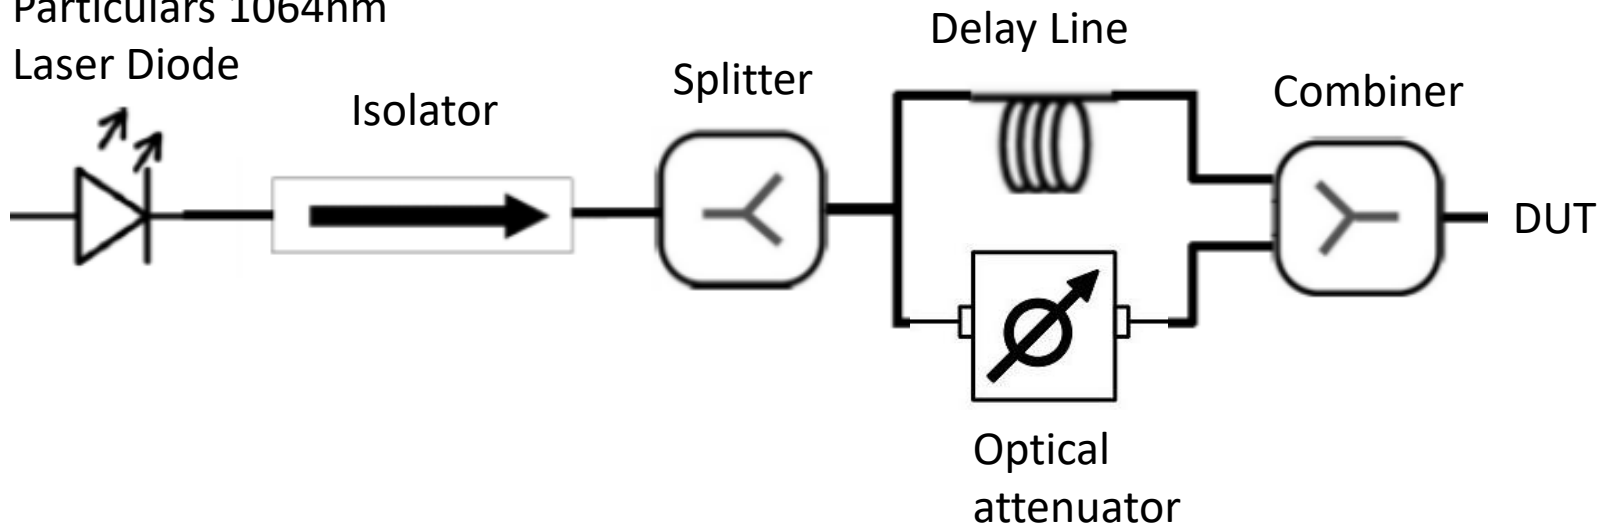 Particulars 1064nm
Laser Diode
Isolator
Splitter
Delay Line
Combiner
DUT
Optical
attenuator